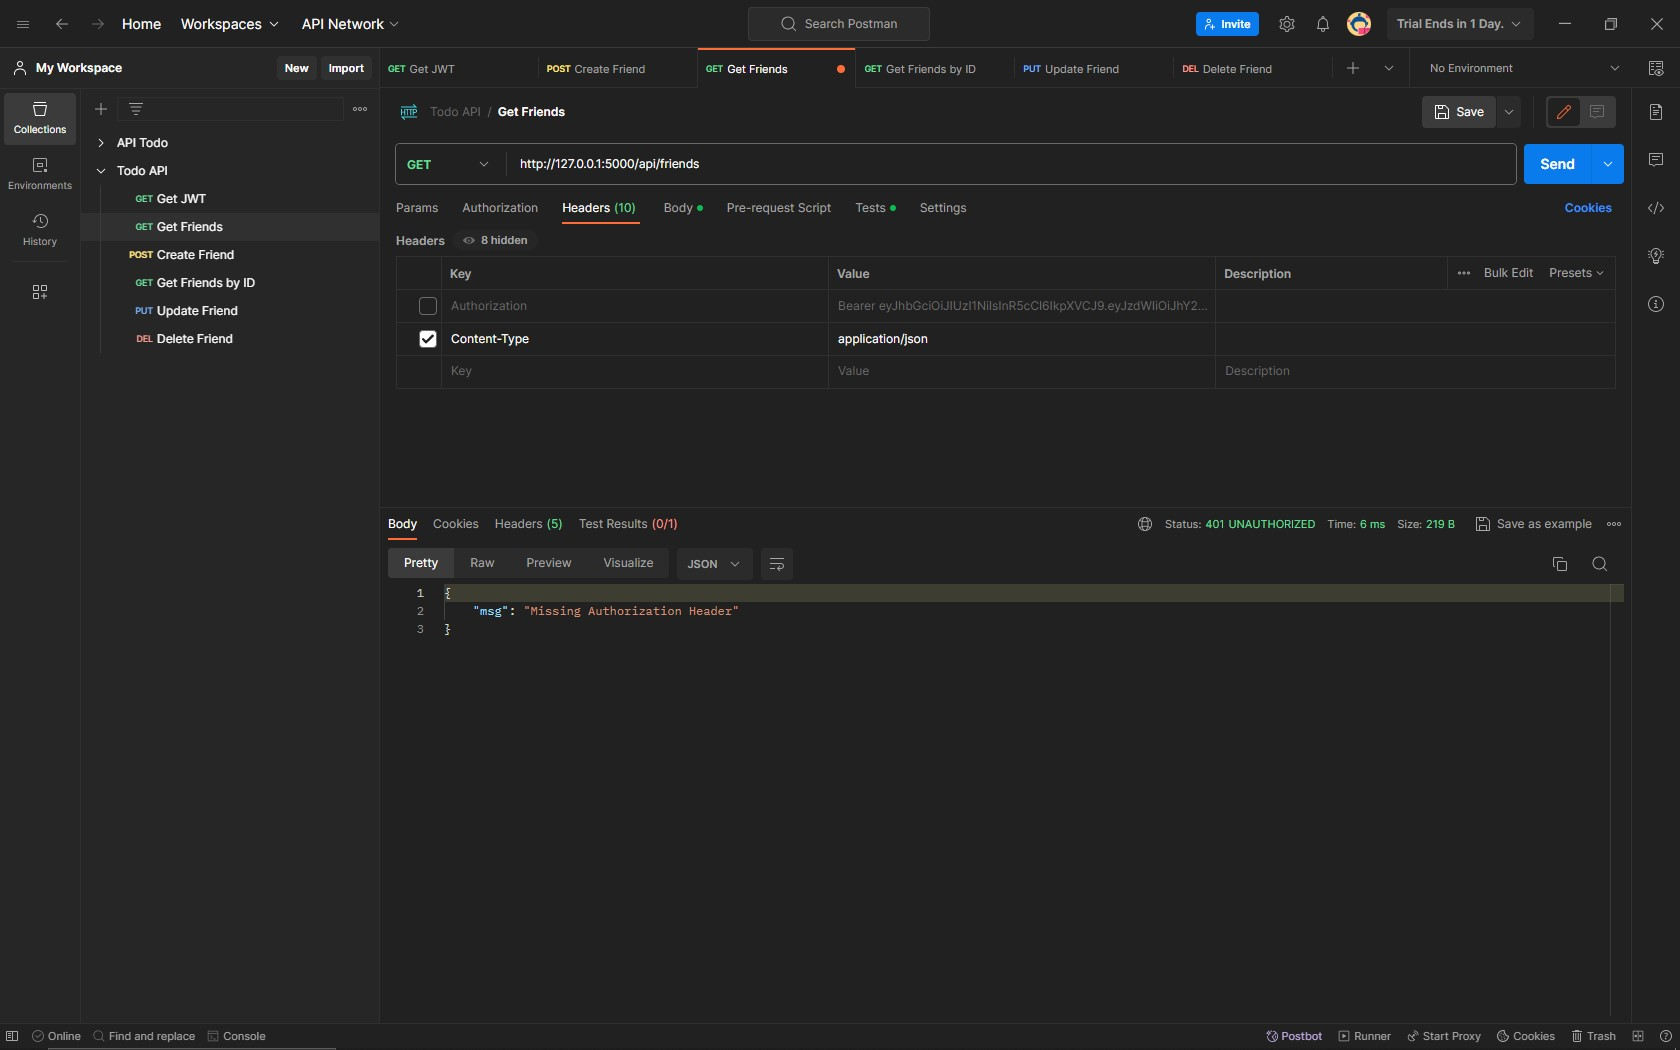 Home Workspaces API Network Search Postman Invite Trial Ends in 1 Day.
My Workspace New Import GET Get JWT POST Create Friend GET Get Friends GET Get Friends by ID PUT Update Friend DEL Delete Friend No Environment
Collections
Environments
History
API Todo
Todo API
GET Get JWT
GET Get Friends
POST Create Friend
GET Get Friends by ID
PUT Update Friend
DEL Delete Friend
HTTP Todo API / Get Friends Save
GET http://127.0.0.1:5000/api/friends Send
Params Authorization Headers (10) Body Pre-request Script Tests Settings Cookies
Headers 8 hidden
Key Value Description Bulk Edit Presets
Authorization
Bearer
Content-Type application/json
Key Value Description
Body Cookies Headers (5) Test Results (0/1) Status: 401 UNAUTHORIZED Time: 6 ms Size: 219 B Save as example
Pretty Raw Preview Visualize JSON
1 {
2 "msg": "Missing Authorization Header"
3 }
Online Find and replace Console Postbot Runner Start Proxy Cookies Trash